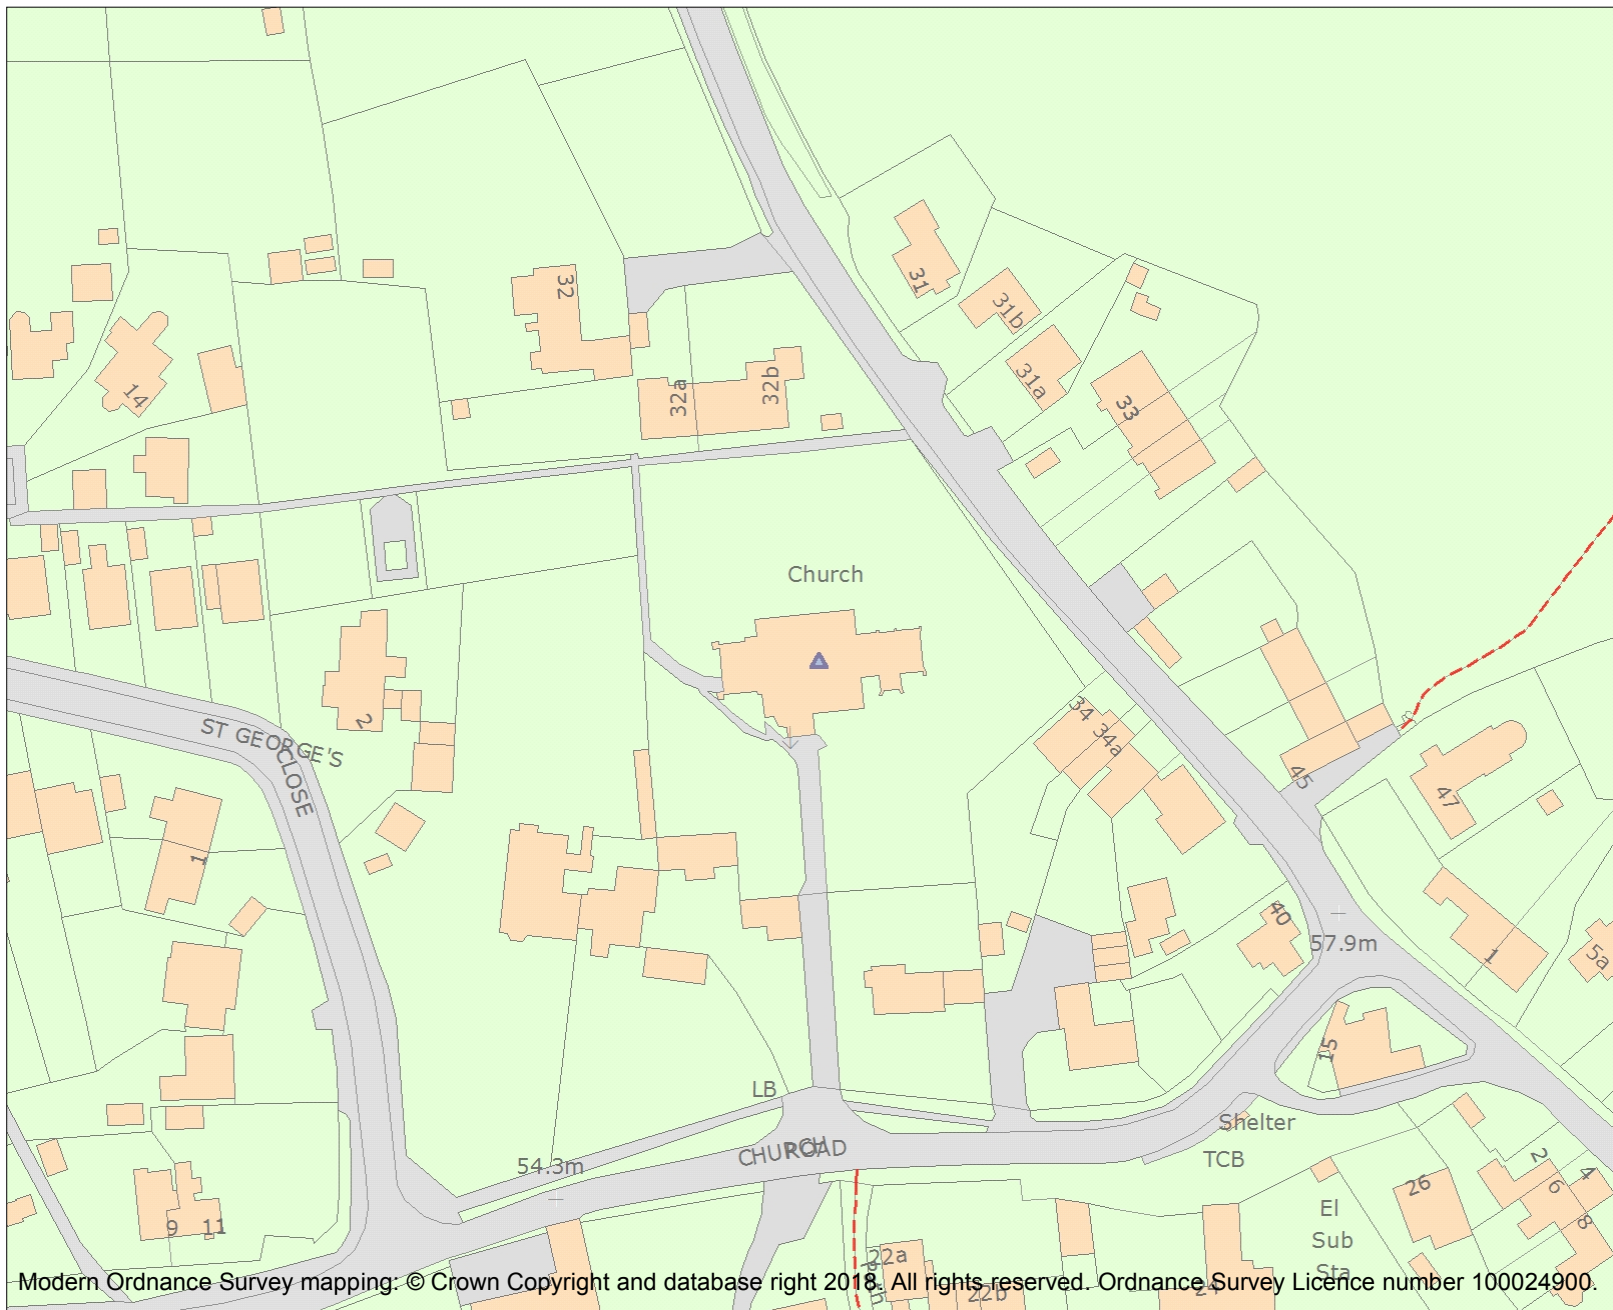 31
32
31b
31a
32b
32a
14
33
Church
34
2
34a
ST GEORGE'S
CLOSE
45
47
1
40
57.9m
1
5a
15
LB
Shelter
CHURCH
ROAD
TCB
54.3m
2
4
6
26
8
El
Sub
Sta
9
11
22a
Path
22b
24
Modern Ordnance Survey mapping: © Crown Copyright and database right 2018. All rights reserved. Ordnance Survey Licence number 100024900.